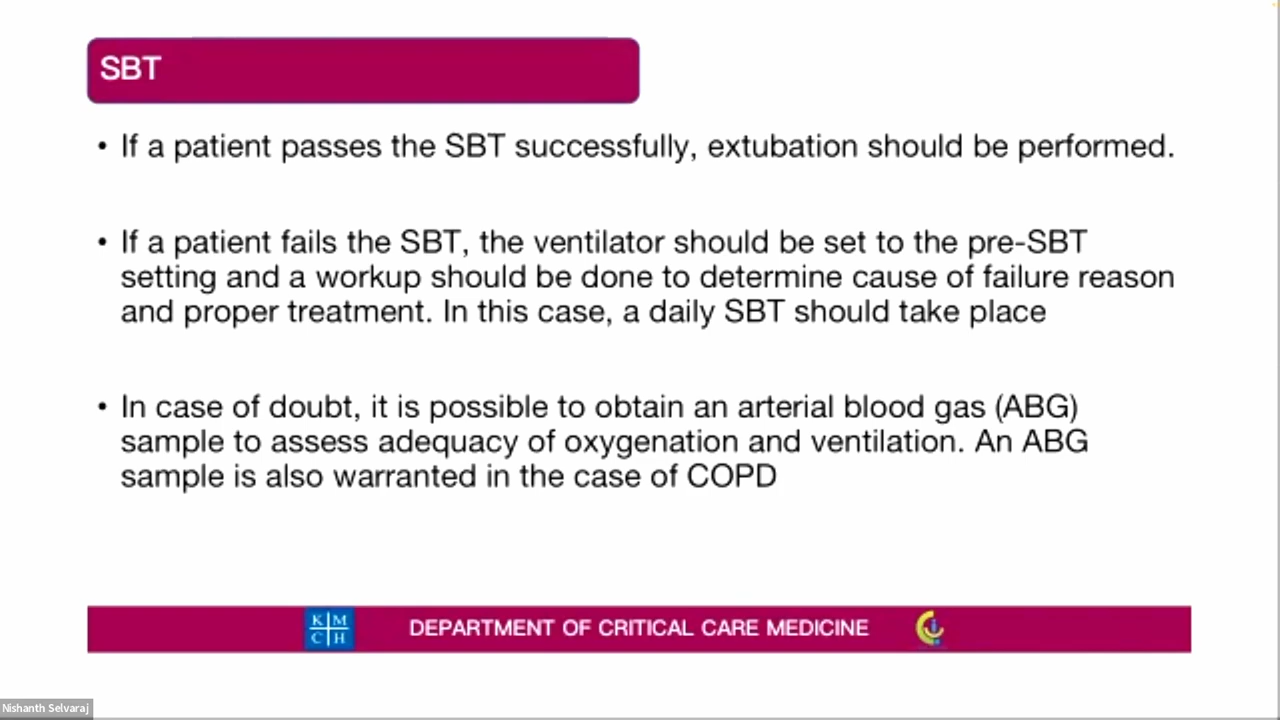 SBT
• If a patient passes the SBT successfully, extubation should be performed.
• If a patient fails the SBT, the ventilator should be set to the pre-SBT
setting and a workup should be done to determine cause of failure reason
and proper treatment. In this case, a daily SBT should take place
• In case of doubt, it is possible to obtain an arterial blood gas (ABG)
sample to assess adequacy of oxygenation and ventilation. An ABG
sample is also warranted in the case of COPD
K M
C H
DEPARTMENT OF CRITICAL CARE MEDICINE
Nishanth Selvaraj